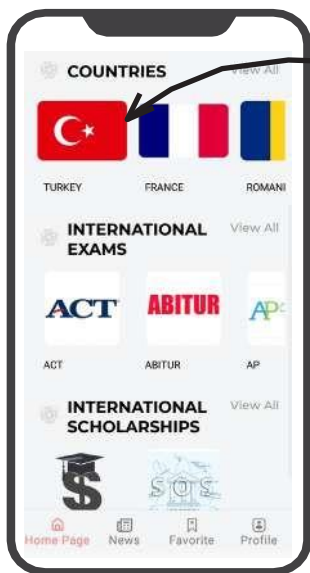 COUNTRIES
View All
TURKEY
FRANCE
ROMANI
INTERNATIONAL EXAMS
View All
ACT
ABITUR
AP
ACT
ABITUR
AP
INTERNATIONAL SCHOLARSHIPS
View All
$
SOS
Home Page
News
Favorite
Profile